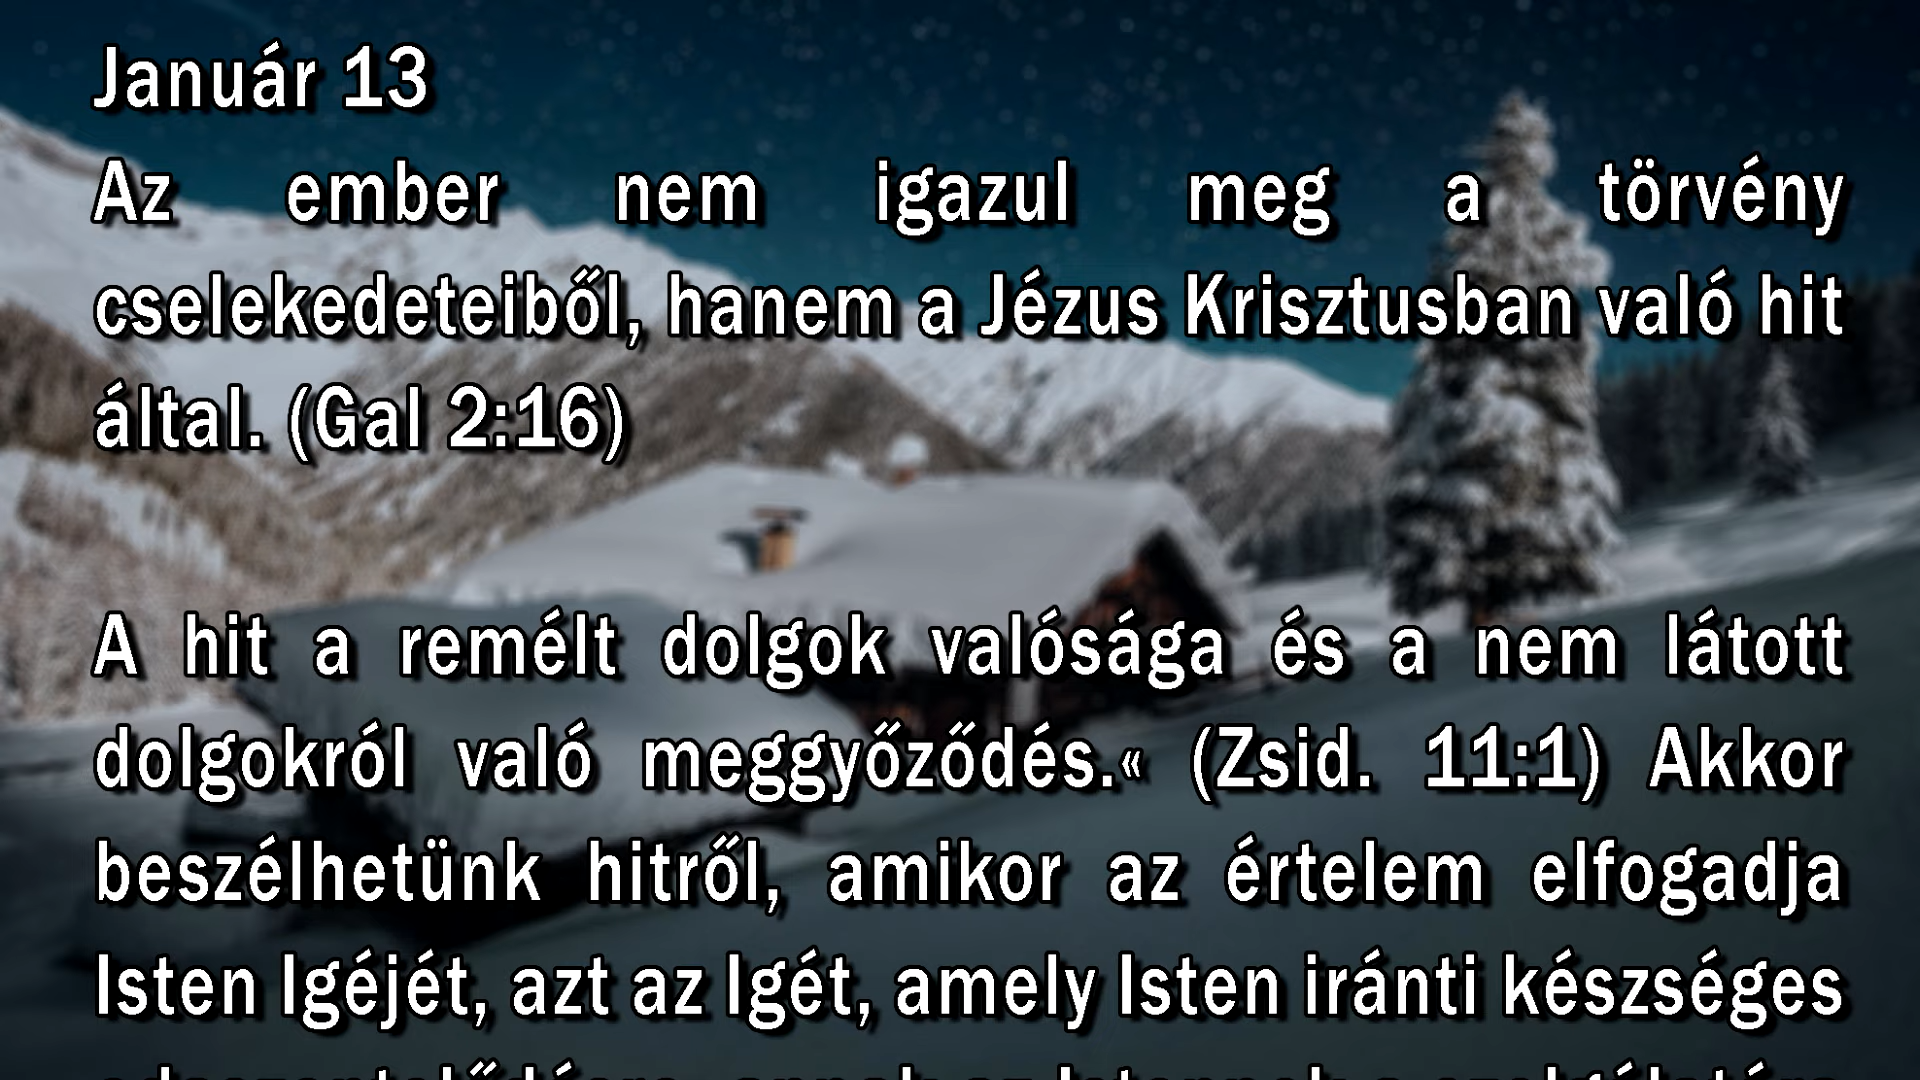 Január 13
Az ember nem igazul meg a törvény
cselekedeteiből, hanem a Jézus Krisztusban való hit
által. (Gal 2:16)
A hit a remélt dolgok valósága és a nem látott
dolgokról való meggyőződés.« (Zsid. 11:1) Akkor
beszélhetünk hitről, amikor az értelem elfogadja
Isten Igéjét, azt az Igét, amely Isten iránti készséges